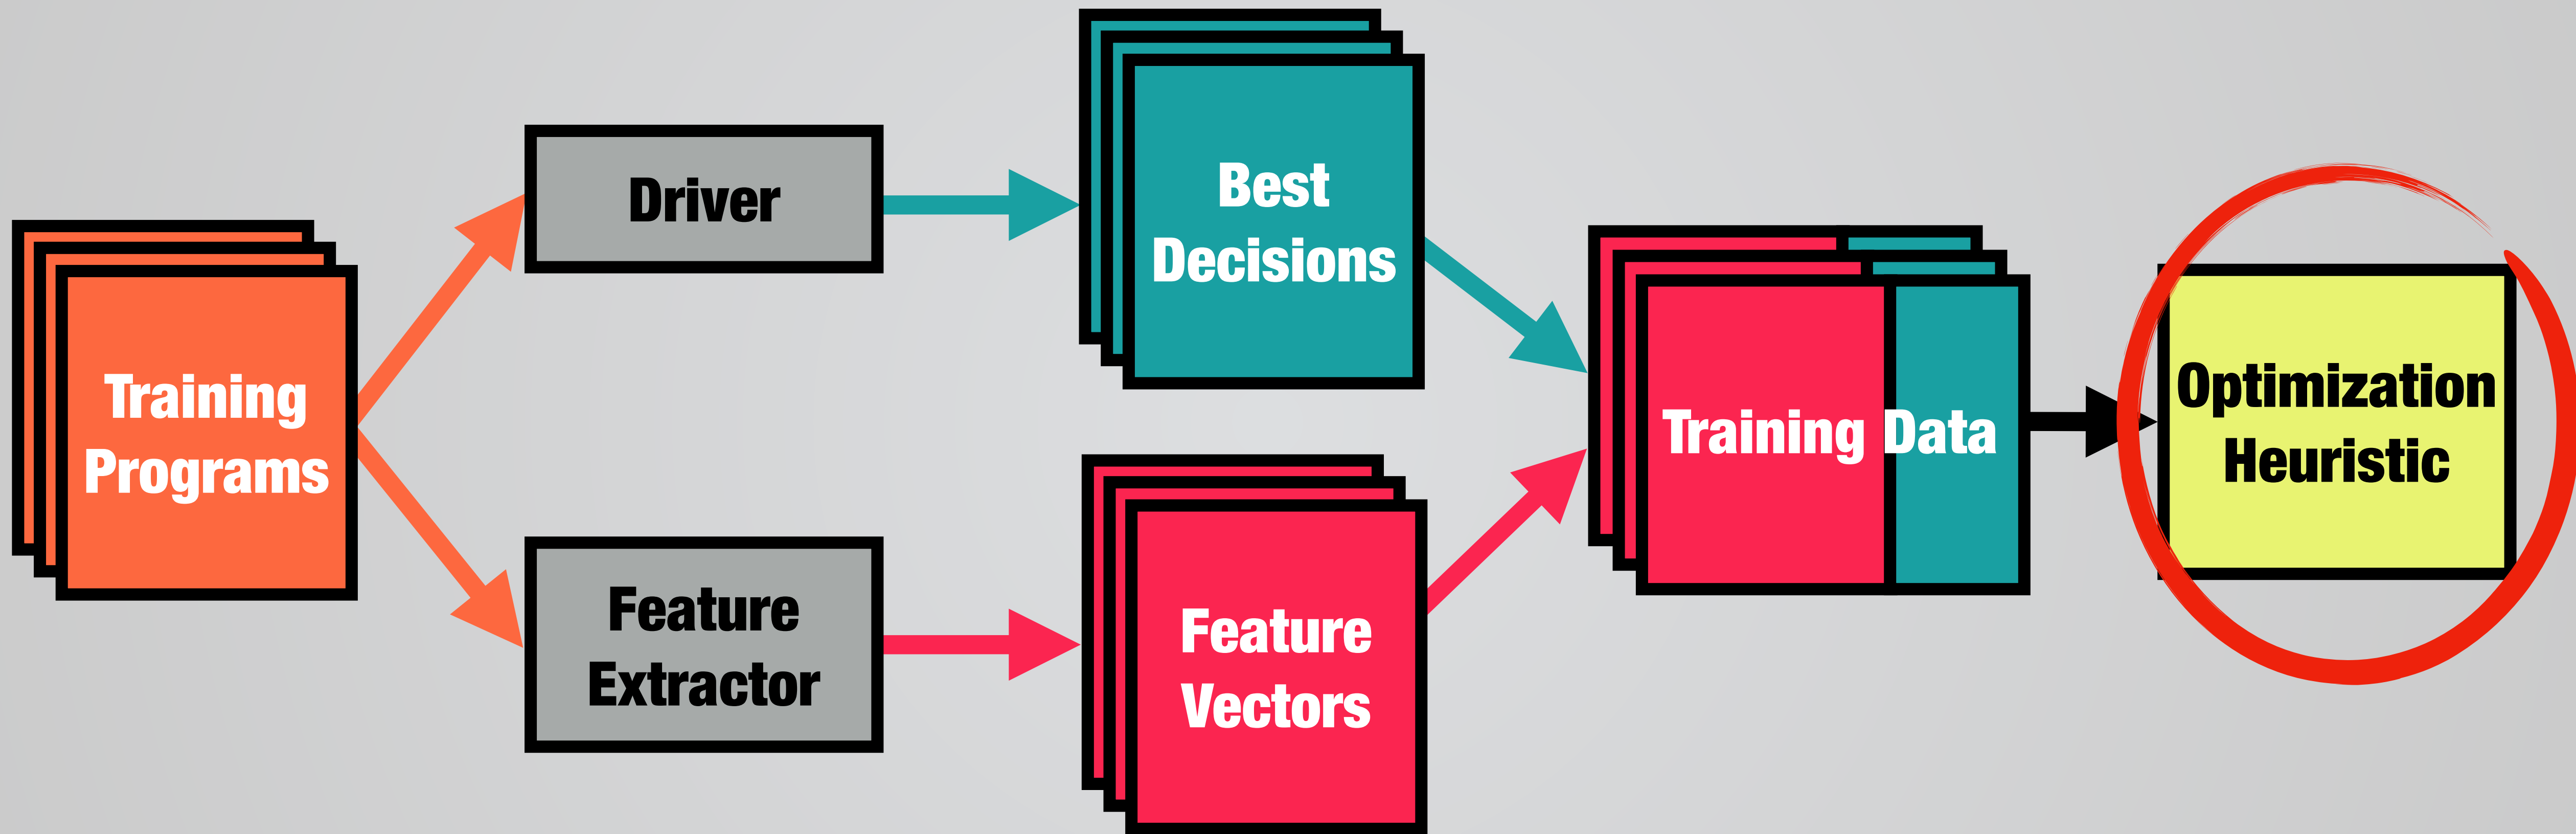 Training
Programs
Driver
Feature
Extractor
Best
Decisions
Feature
Vectors
Training Data
Optimization
Heuristic